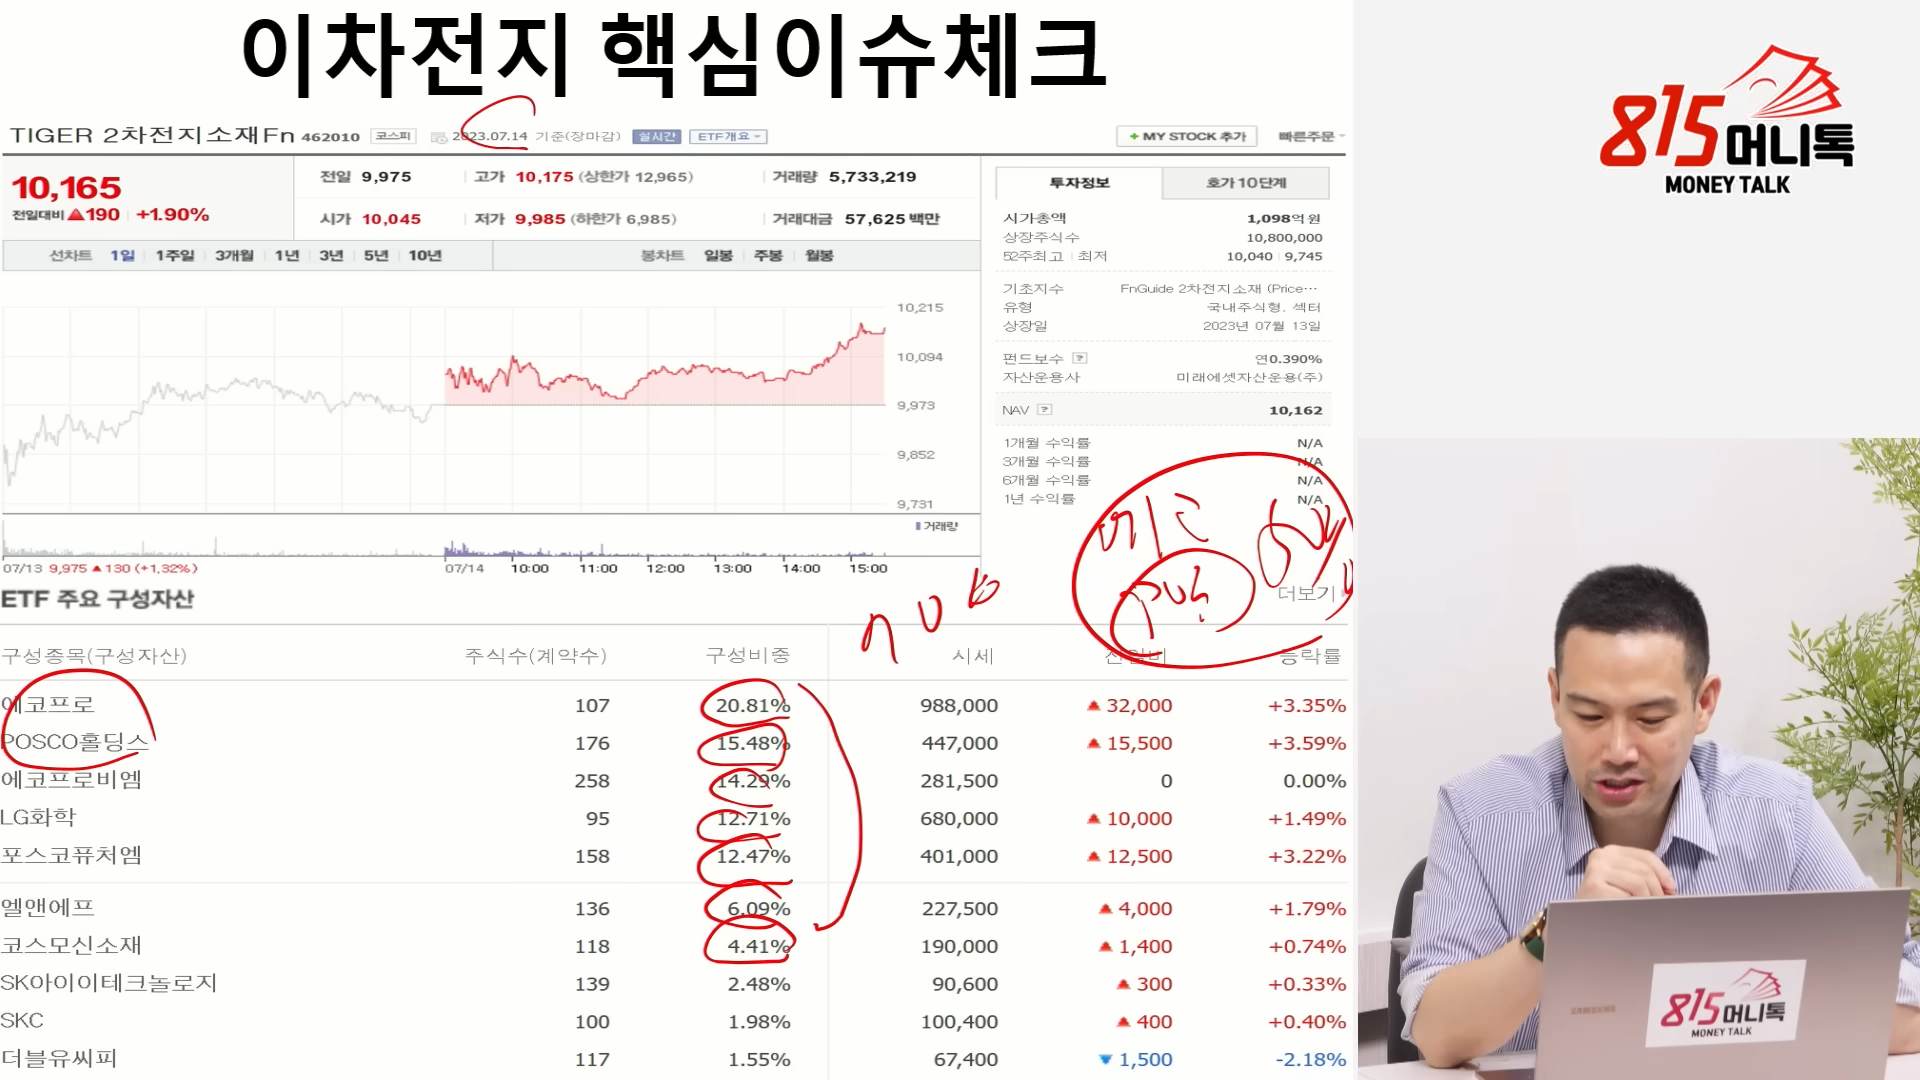 이차전지 핵심이슈체크
TIGER 2차전지소재Fn 462010 코스피 2023.07.14 기준(장마감) 실시간 ETF개요 + MY STOCK 추가 빠른주문
10,165
전일대비 ▲190 +1.90%
전일 9,975 고가 10,175 (상한가 12,965) 거래량 5,733,219
시가 10,045 저가 9,985 (하한가 6,985) 거래대금 57,625 백만
선차트 1일 1주일 3개월 1년 3년 5년 10년 봉차트 일봉 주봉 월봉
10,215
10,094
9,973
9,852
9,731
거래량
07/13 9,975 ▲130 (+1.32%) 07/14 10:00 11:00 12:00 13:00 14:00 15:00
투자정보 호가 10단계
시가총액 1,098억원
상장주식수 10,800,000
52주최고 최저 10,040 9,745
기초지수 FnGuide 2차전지소재 (Price…
유형 국내주식형, 섹터
상장일 2023년 07월 13일
펀드보수 ? 연0.390%
자산운용사 미래에셋자산운용(주)
NAV ? 10,162
1개월 수익률 N/A
3개월 수익률 N/A
6개월 수익률 N/A
1년 수익률 N/A
ETF 주요 구성자산 더보기
구성종목(구성자산) 주식수(계약수) 구성비중 시세 전일비 등락률
에코프로 107 20.81% 988,000 ▲ 32,000 +3.35%
POSCO홀딩스 176 15.48% 447,000 ▲ 15,500 +3.59%
에코프로비엠 258 14.29% 281,500 0 0.00%
LG화학 95 12.71% 680,000 ▲ 10,000 +1.49%
포스코퓨처엠 158 12.47% 401,000 ▲ 12,500 +3.22%
엘앤에프 136 6.09% 227,500 ▲ 4,000 +1.79%
코스모신소재 118 4.41% 190,000 ▲ 1,400 +0.74%
SK아이이테크놀로지 139 2.48% 90,600 ▲ 300 +0.33%
SKC 100 1.98% 100,400 ▲ 400 +0.40%
더블유씨피 117 1.55% 67,400 ▼ 1,500 -2.18%
815머니톡
MONEY TALK
SAMSUNG
815머니톡
MONEY TALK